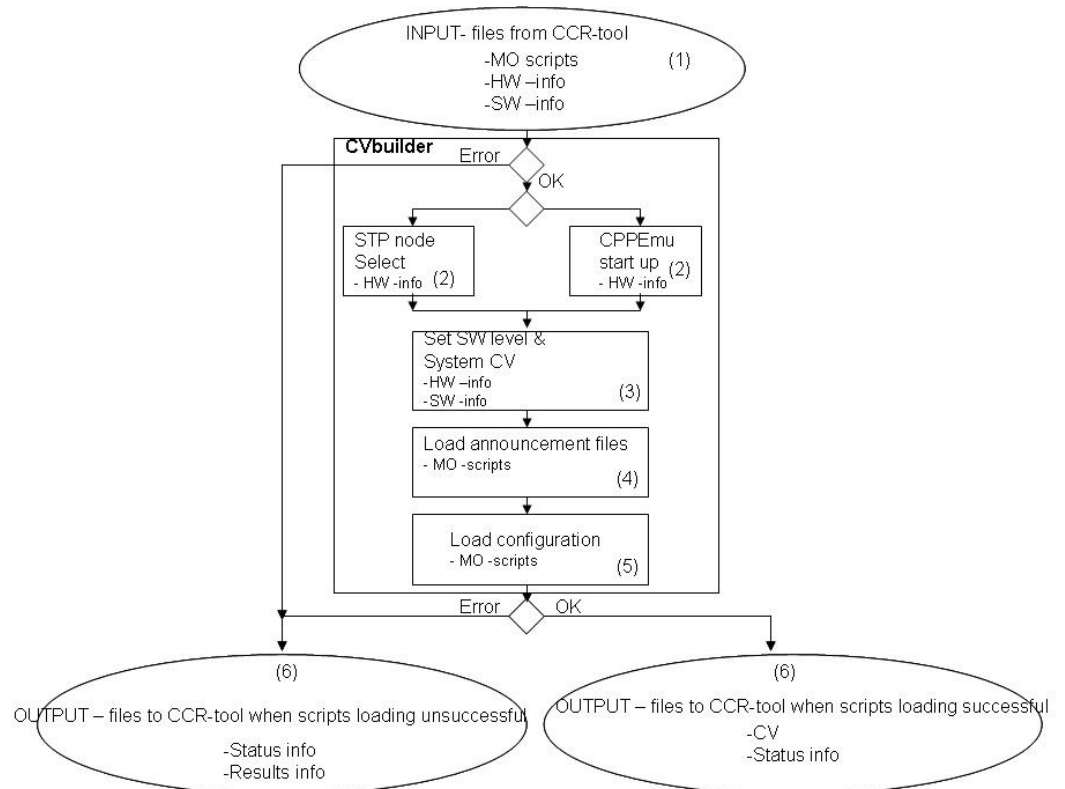 INPUT- files from CCR-tool
-MO scripts (1)
-HW –info
-SW –info
CVbuilder
Error
OK
STP node
Select
- HW -info (2)
CPPEmu
start up (2)
- HW -info
Set SW level &
System CV
-HW –info
-SW -info (3)
Load announcement files
- MO -scripts
(4)
Load configuration
- MO -scripts
(5)
Error OK
(6)
OUTPUT – files to CCR-tool when scripts loading unsuccessful
-Status info
-Results info
(6)
OUTPUT – files to CCR-tool when scripts loading successful
-CV
-Status info